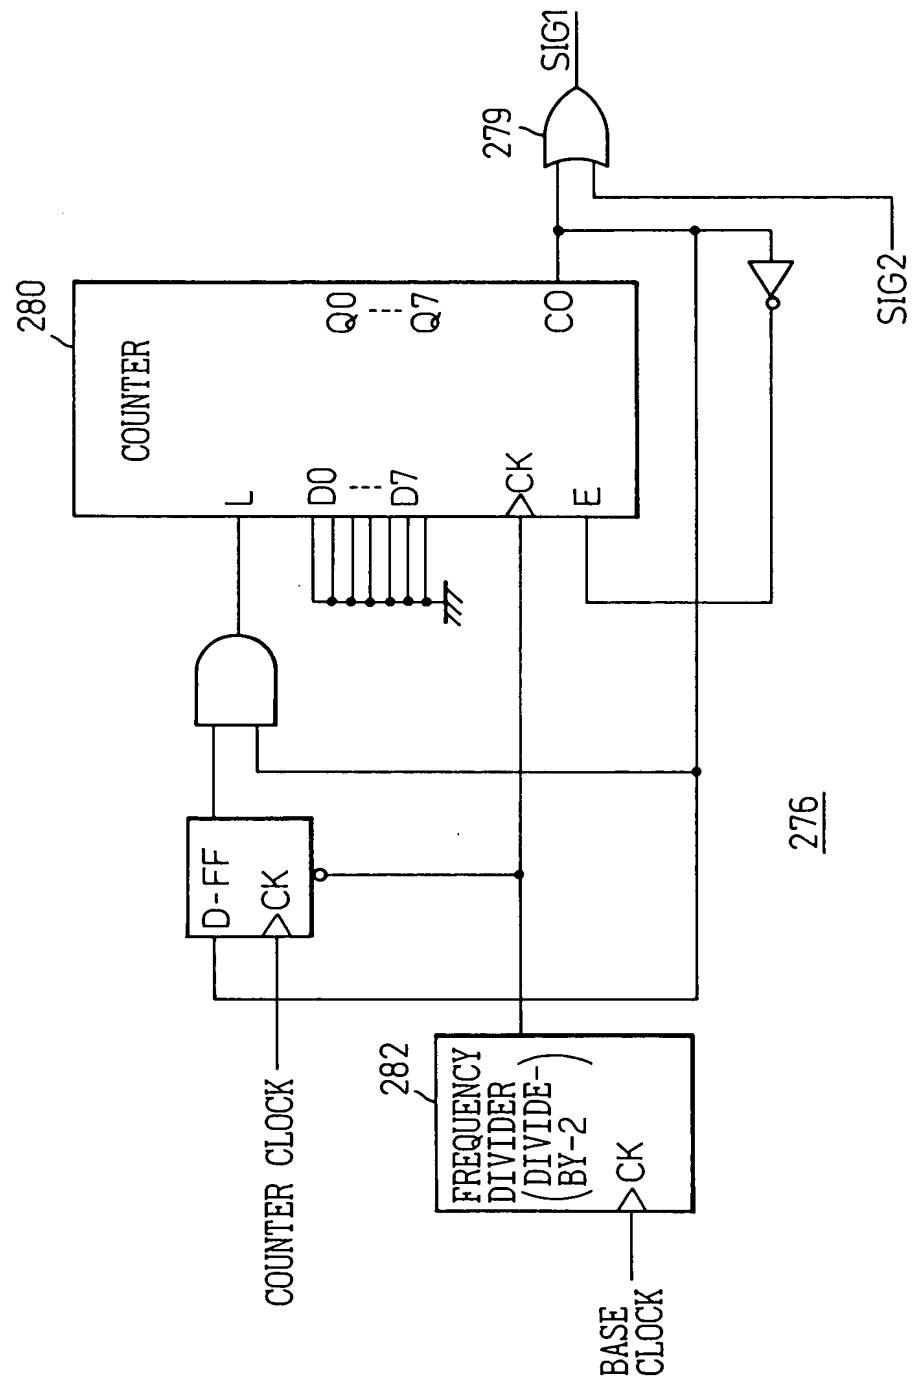 COUNTER CLOCK
D-FF
CK
BASE
CLOCK
282
FREQUENCY
DIVIDER
(DIVIDE-
BY-2)
CK
280
COUNTER
L
D0
D7
CK
E
Q0
Q7
CO
279
SIG1
SIG2
276